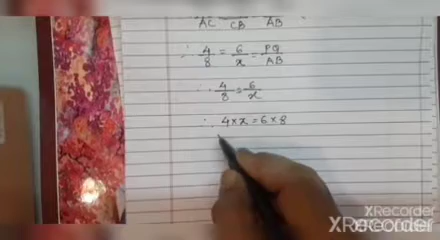 AC CB AB
∴ 4/8 = 6/x = PQ/AB
∴ 4/8 = 6/x
∴ 4×x = 6×8
XRecorder
XRecorder